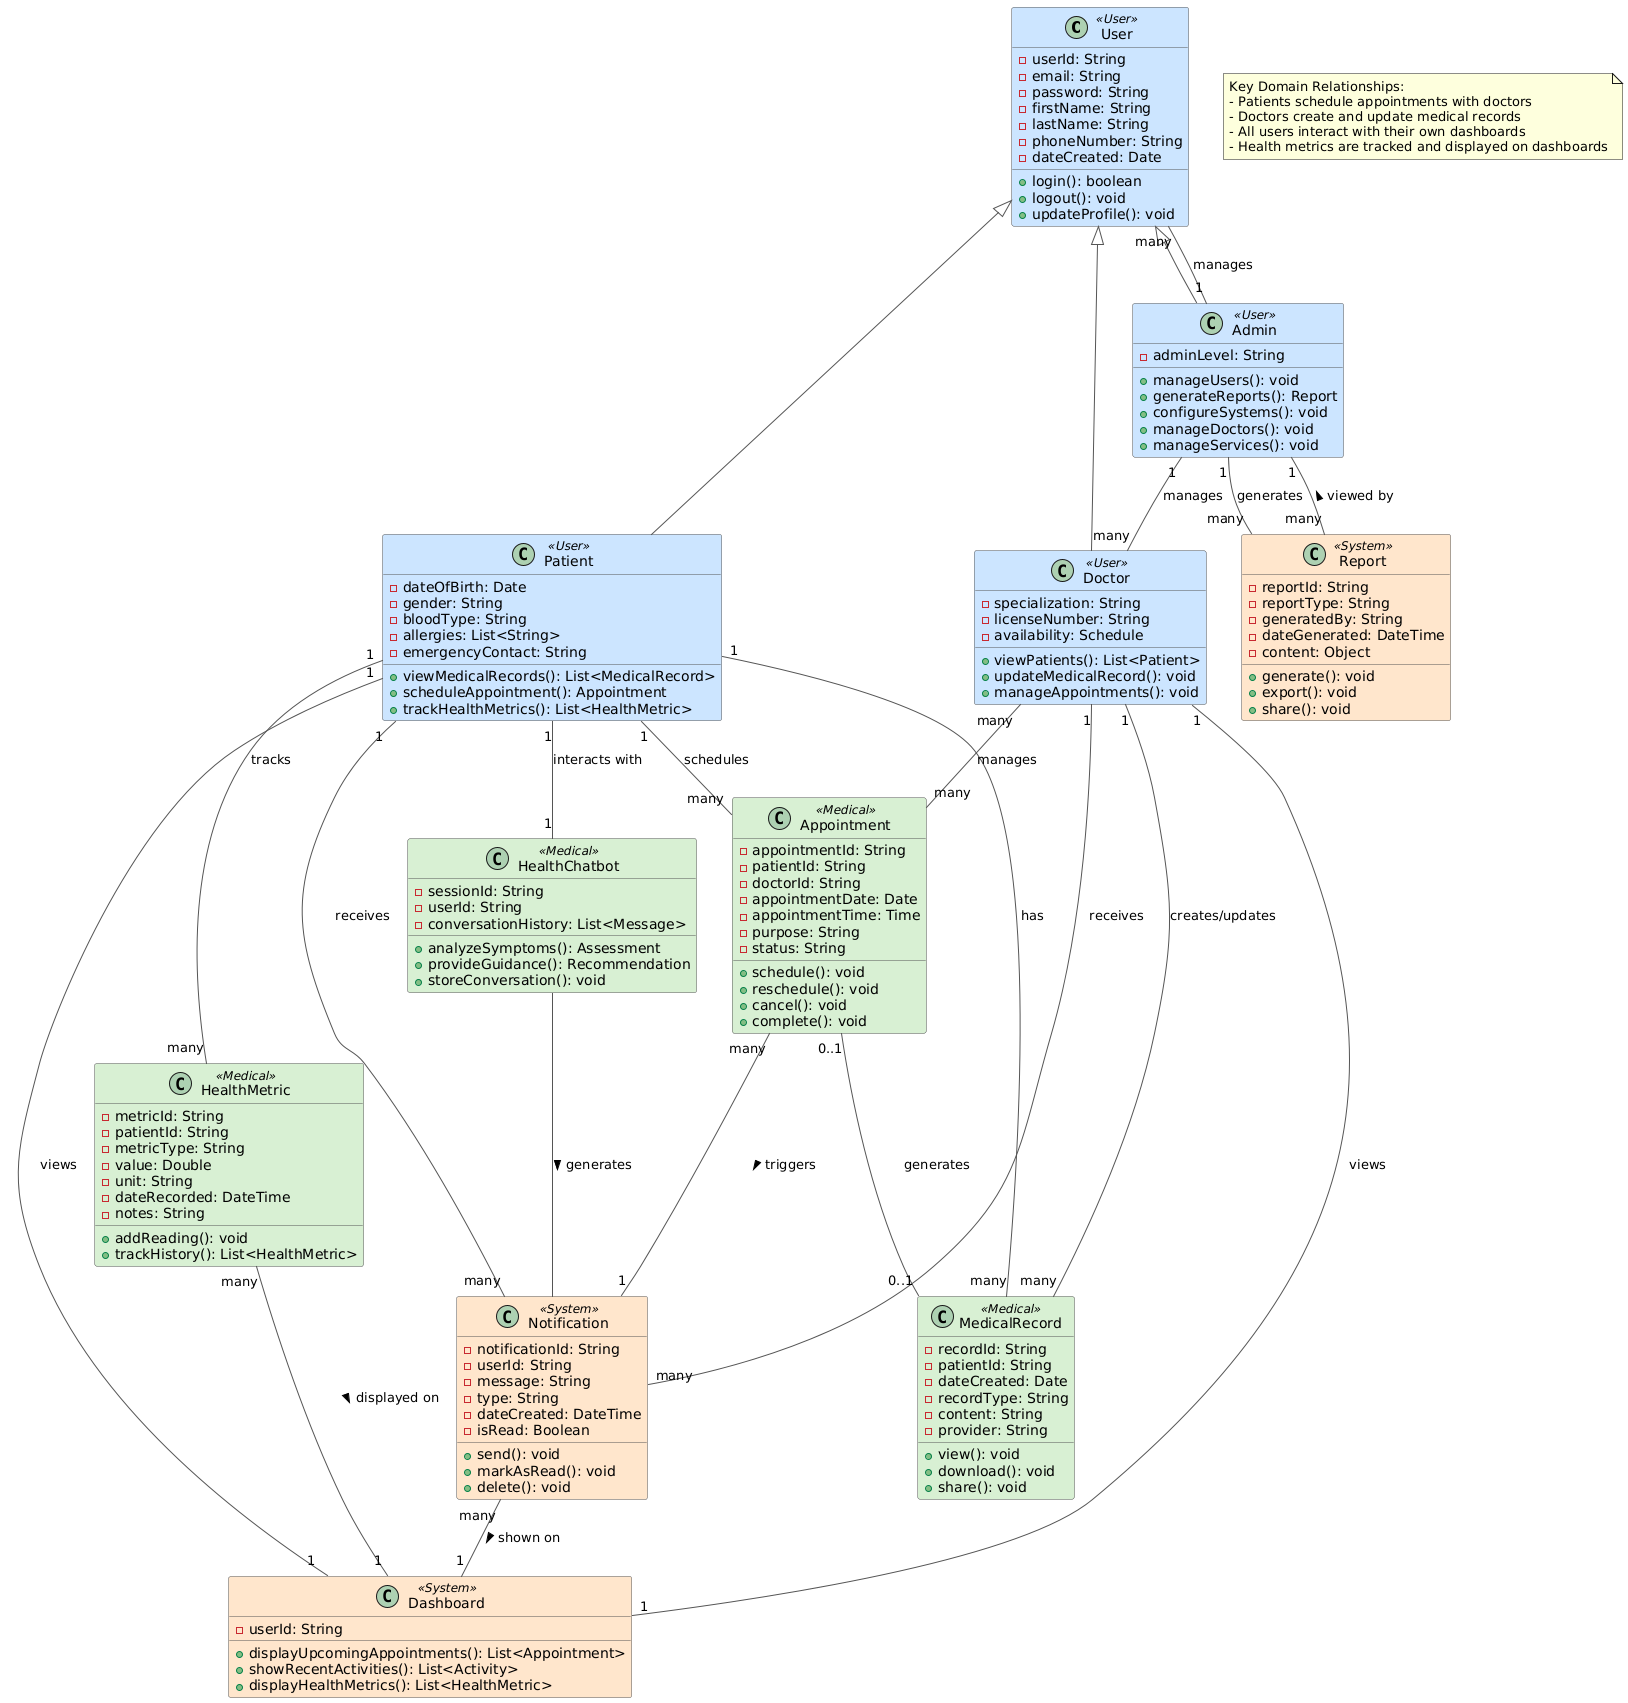 «User»
User
userId: String
email: String
password: String
firstName: String
lastName: String
phoneNumber: String
dateCreated: Date
login(): boolean
logout(): void
updateProfile(): void
Key Domain Relationships:
- Patients schedule appointments with doctors
- Doctors create and update medical records
- All users interact with their own dashboards
- Health metrics are tracked and displayed on dashboards
many
manages
1
«User»
Admin
adminLevel: String
manageUsers(): void
generateReports(): Report
configureSystems(): void
manageDoctors(): void
manageServices(): void
1
1
1
manages
generates
viewed by
many
many
many
«User»
Patient
dateOfBirth: Date
gender: String
bloodType: String
allergies: List<String>
emergencyContact: String
viewMedicalRecords(): List<MedicalRecord>
scheduleAppointment(): Appointment
trackHealthMetrics(): List<HealthMetric>
«User»
Doctor
specialization: String
licenseNumber: String
availability: Schedule
viewPatients(): List<Patient>
updateMedicalRecord(): void
manageAppointments(): void
«System»
Report
reportId: String
reportType: String
generatedBy: String
dateGenerated: DateTime
content: Object
generate(): void
export(): void
share(): void
1
1
1
1
1
1
many
1
1
1
tracks
interacts with
schedules
manages
many
many
1
«Medical»
HealthChatbot
sessionId: String
userId: String
conversationHistory: List<Message>
analyzeSymptoms(): Assessment
provideGuidance(): Recommendation
storeConversation(): void
«Medical»
Appointment
appointmentId: String
patientId: String
doctorId: String
appointmentDate: Date
appointmentTime: Time
purpose: String
status: String
schedule(): void
reschedule(): void
cancel(): void
complete(): void
receives
has
receives
creates/updates
many
many
0..1
«Medical»
HealthMetric
metricId: String
patientId: String
metricType: String
value: Double
unit: String
dateRecorded: DateTime
notes: String
addReading(): void
trackHistory(): List<HealthMetric>
views
generates
triggers
generates
views
many
many
1
0..1
many
many
«System»
Notification
notificationId: String
userId: String
message: String
type: String
dateCreated: DateTime
isRead: Boolean
send(): void
markAsRead(): void
delete(): void
many
«Medical»
MedicalRecord
recordId: String
patientId: String
dateCreated: Date
recordType: String
content: String
provider: String
view(): void
download(): void
share(): void
displayed on
many
shown on
1
1
1
1
«System»
Dashboard
userId: String
displayUpcomingAppointments(): List<Appointment>
showRecentActivities(): List<Activity>
displayHealthMetrics(): List<HealthMetric>